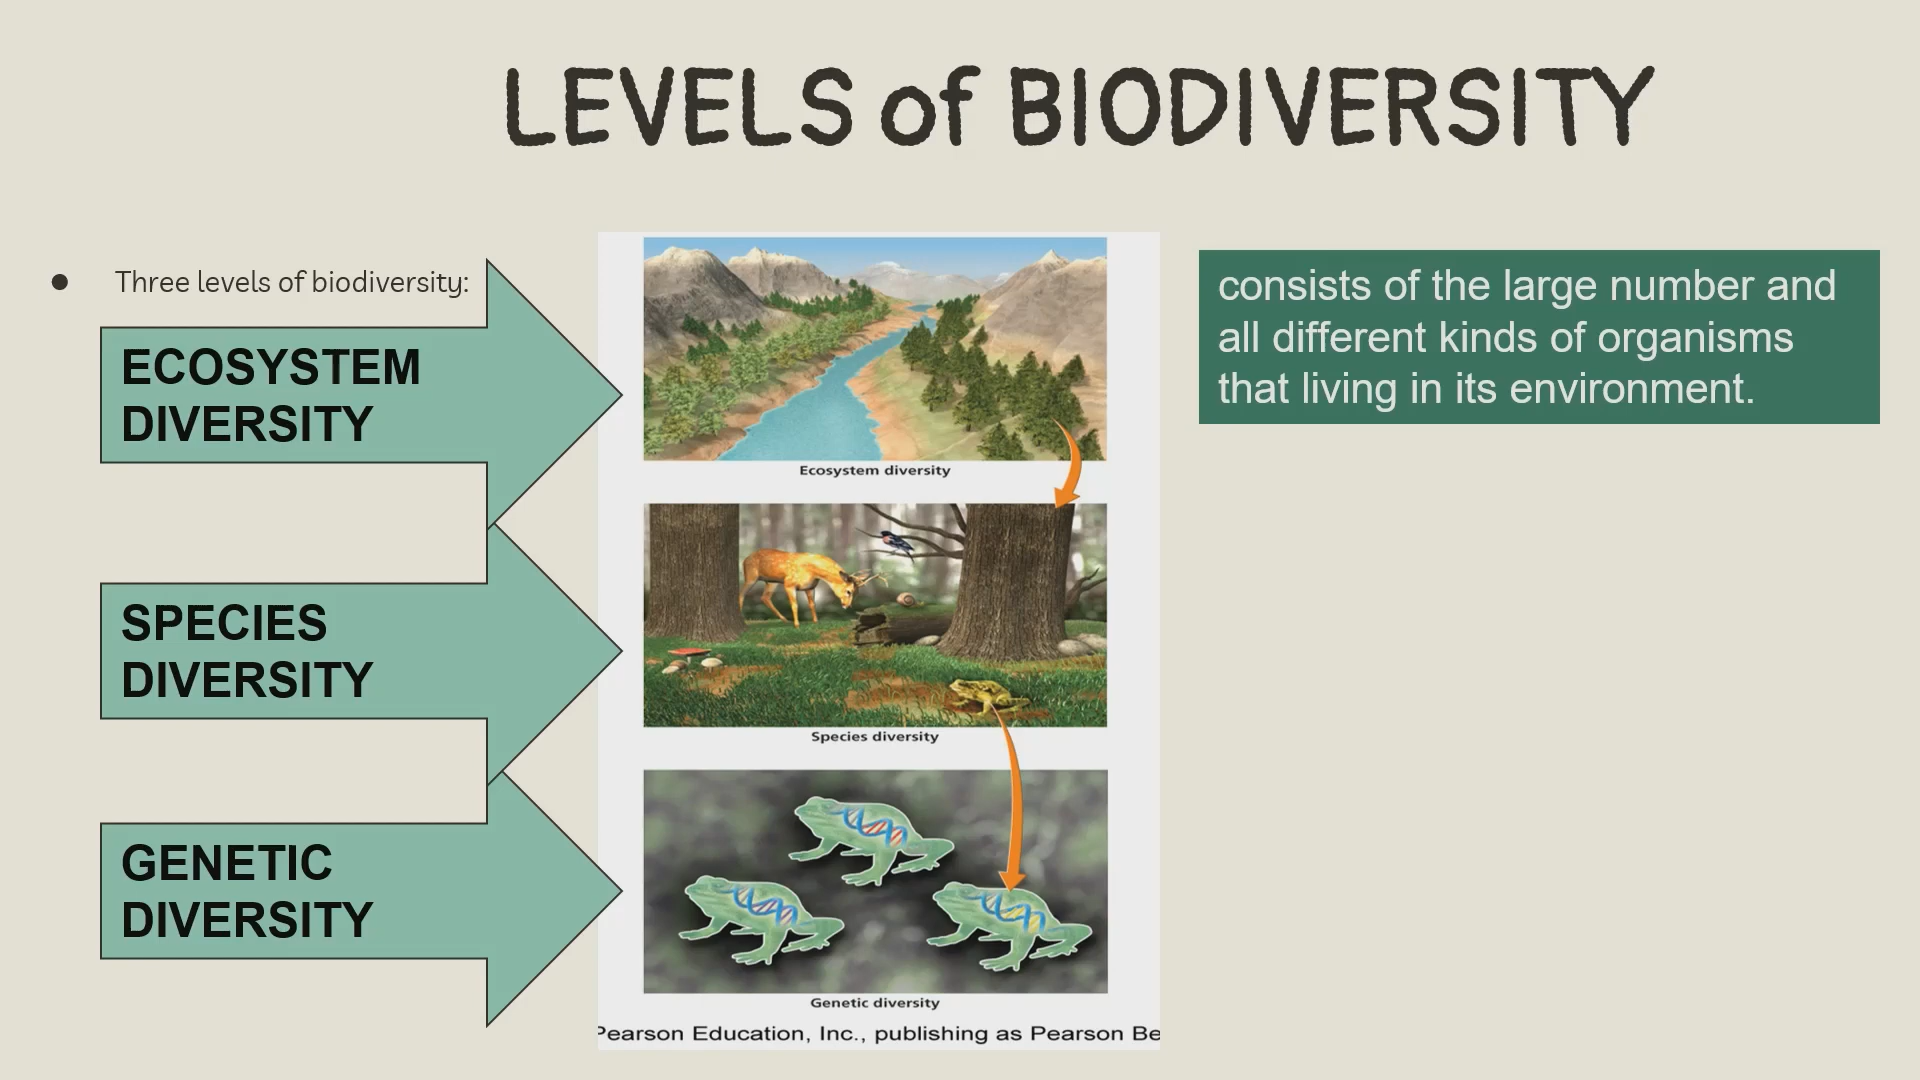 LEVELS of BIODIVERSITY
Three levels of biodiversity:
ECOSYSTEM
DIVERSITY
SPECIES
DIVERSITY
GENETIC
DIVERSITY
Ecosystem diversity
Species diversity
Genetic diversity
Pearson Education, Inc., publishing as Pearson Be
consists of the large number and
all different kinds of organisms
that living in its environment.